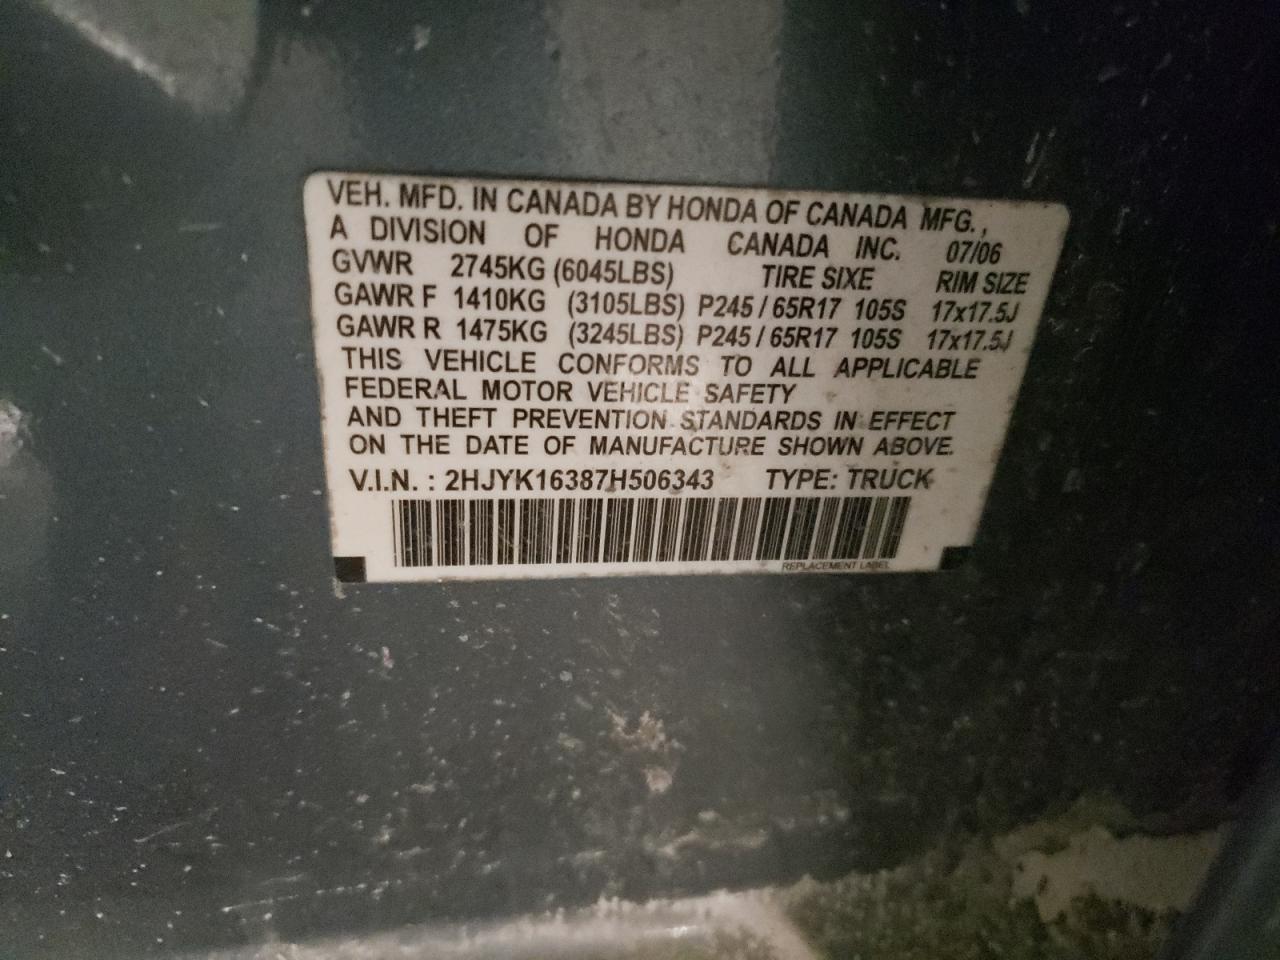 VEH. MFD. IN CANADA BY HONDA OF CANADA MFG.,
A DIVISION OF HONDA CANADA INC. 07/06
GVWR 2745KG (6045LBS) TIRE SIXE RIM SIZE
GAWR F 1410KG (3105LBS) P245 / 65R17 105S 17x17.5J
GAWR R 1475KG (3245LBS) P245 / 65R17 105S 17x17.5J
THIS VEHICLE CONFORMS TO ALL APPLICABLE
FEDERAL MOTOR VEHICLE SAFETY
AND THEFT PREVENTION STANDARDS IN EFFECT
ON THE DATE OF MANUFACTURE SHOWN ABOVE.
V.I.N. : 2HJYK16387H506343 TYPE: TRUCK
REPLACEMENT LABEL